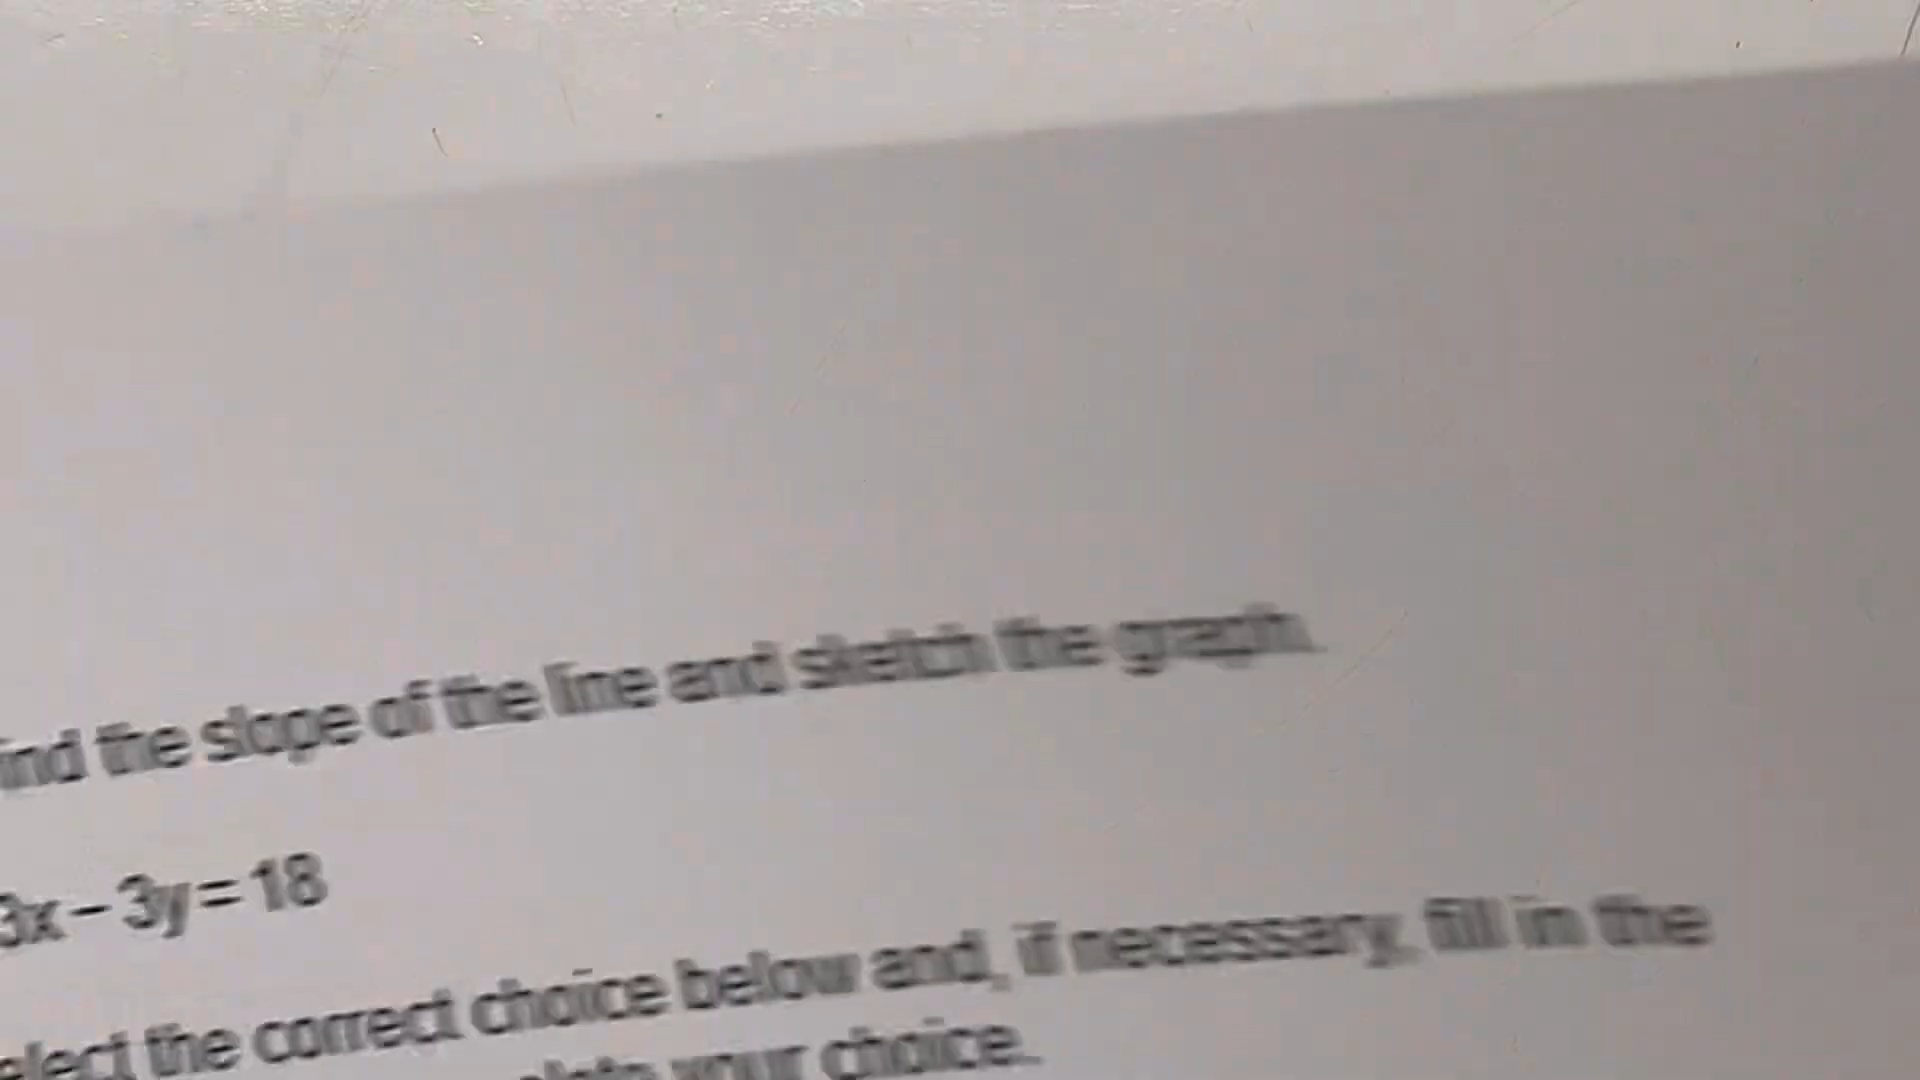 ind the slope of the line and sketch the graph.
3x – 3y = 18
elect the correct choice below and, if necessary, fill in the
your choice.